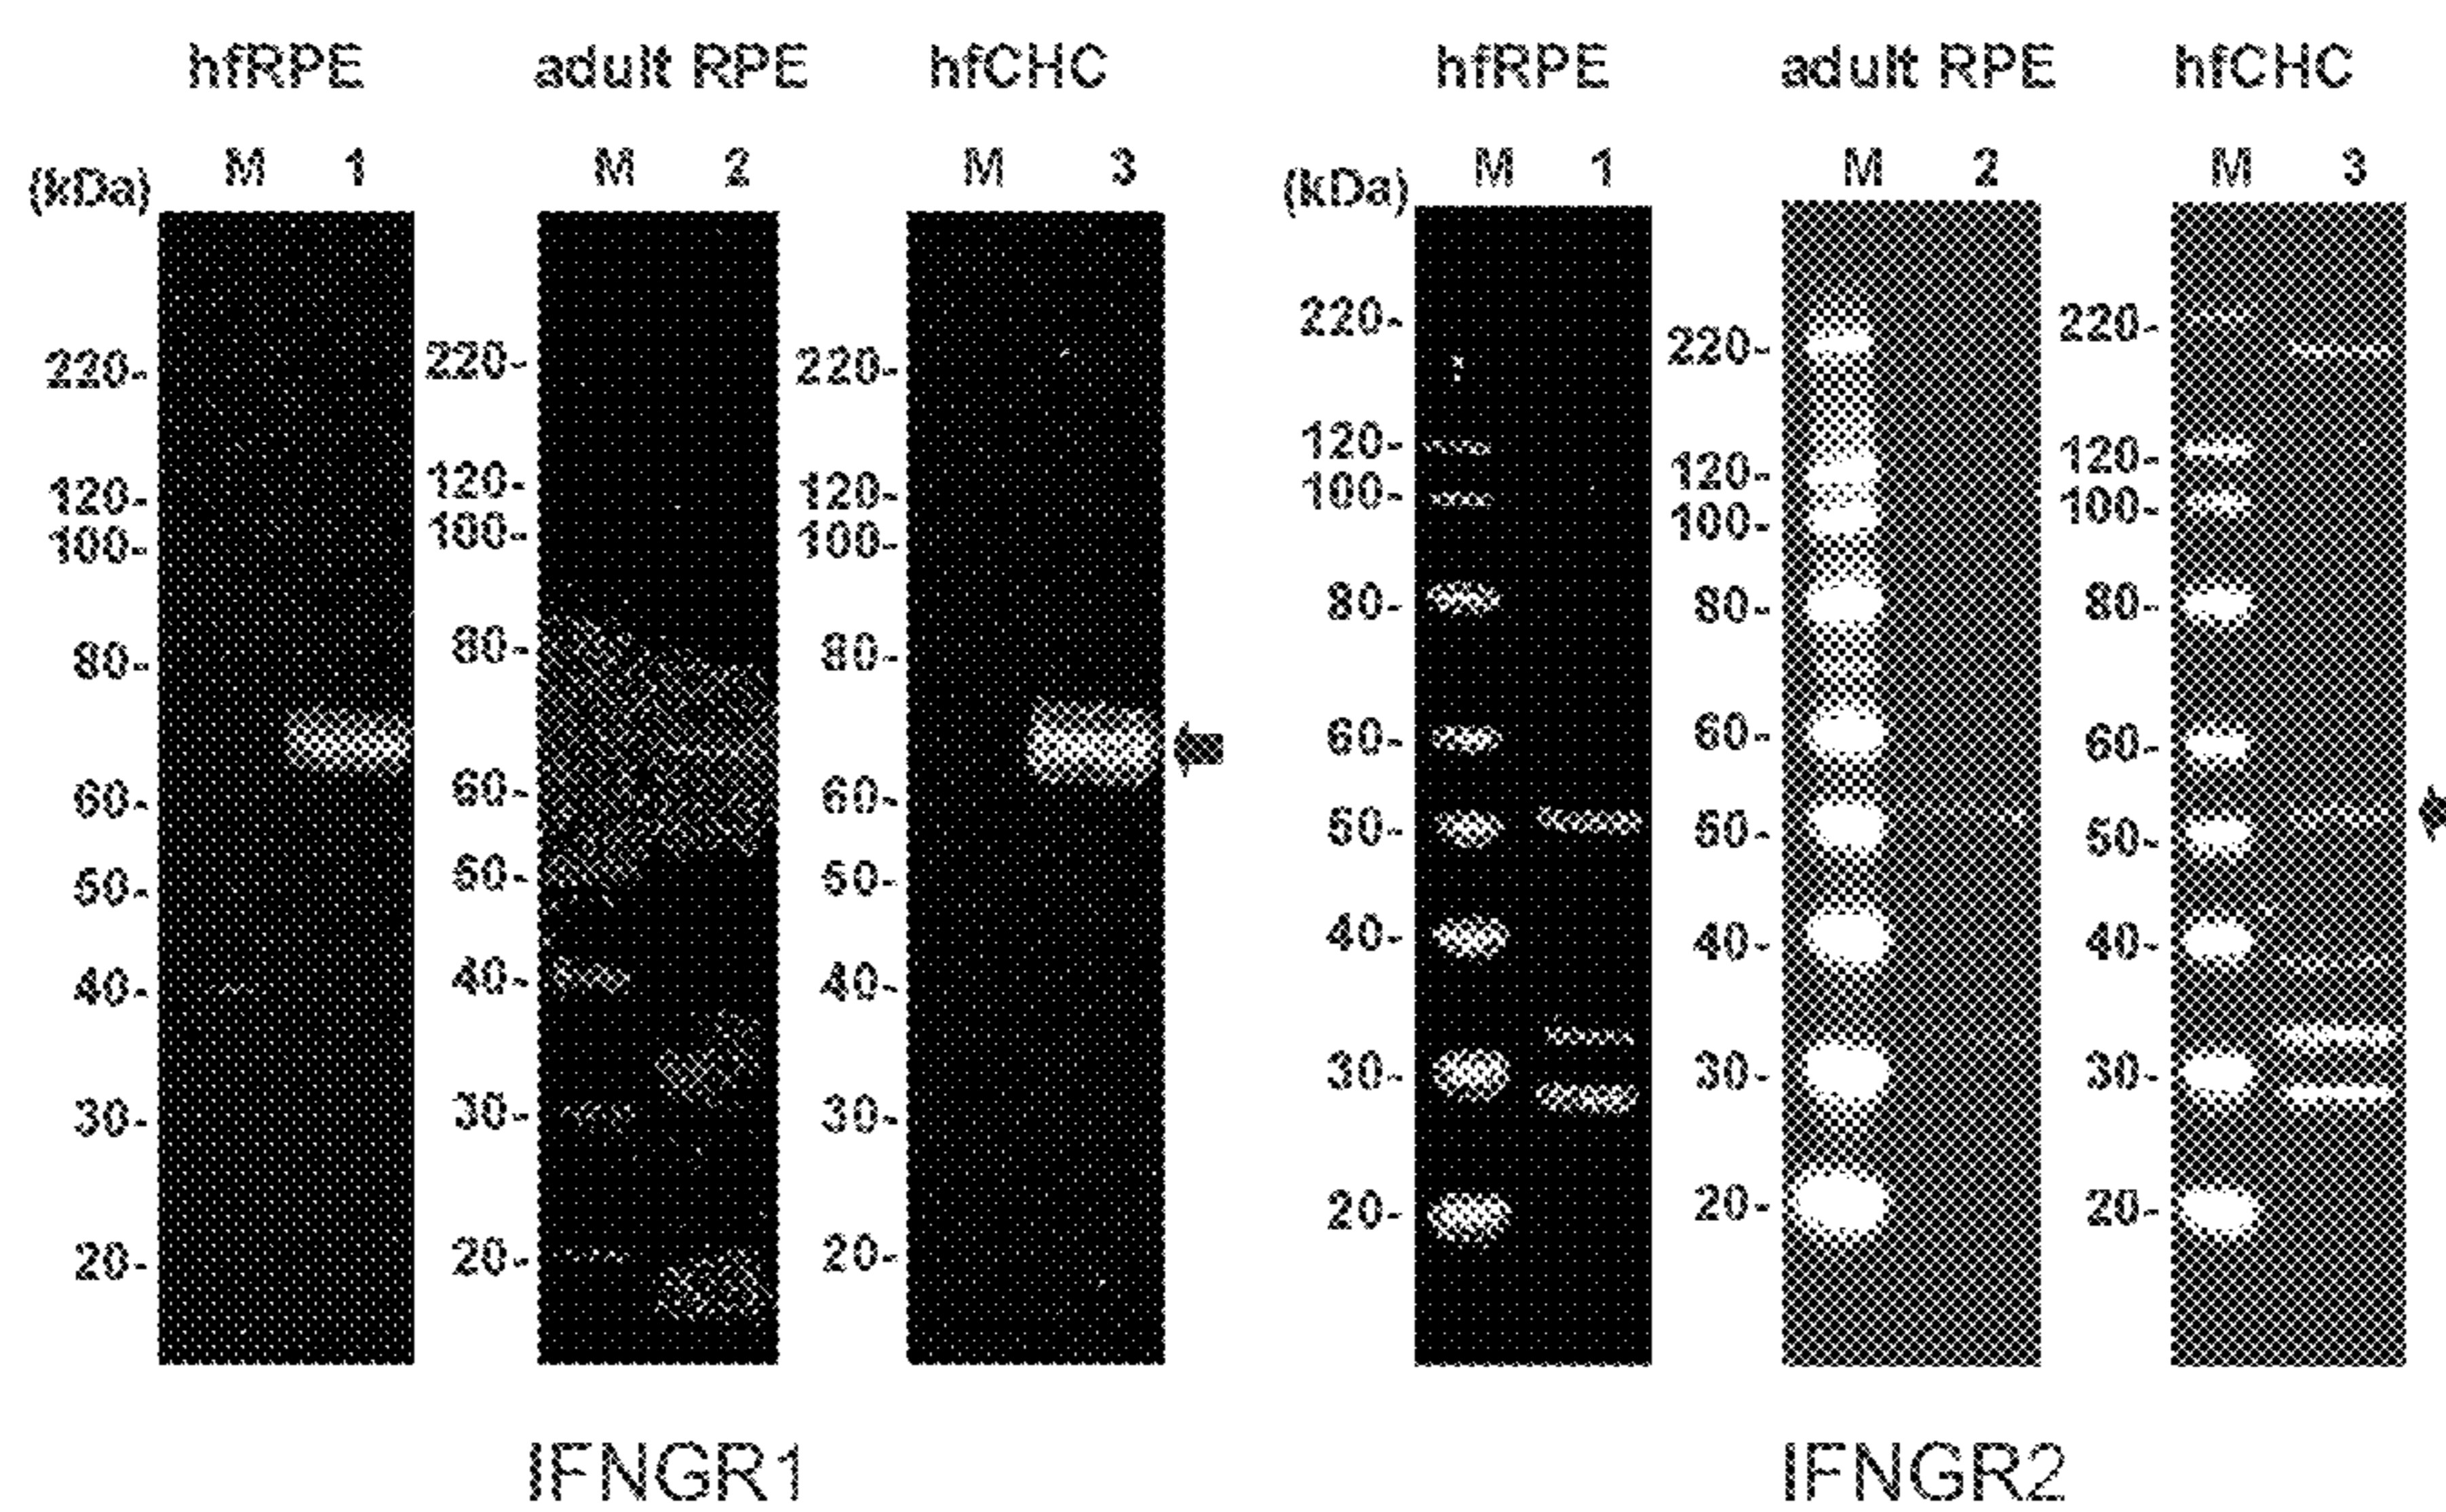 hfRPE adult RPE hfCHC hfRPE adult RPE hfCHC
(kDa) M 1 M 2 M 3 (kDa) M 1 M 2 M 3
220- 220- 220- 220- 220- 220-
120- 120- 120- 120- 120- 120-
100- 100- 100- 100- 100- 100-
80- 80- 80- 80- 80- 80-
60- 60- 60- 60- 60- 60-
50- 50- 50- 50- 50- 50-
40- 40- 40- 40- 40- 40-
30- 30- 30- 30- 30- 30-
20- 20- 20- 20- 20- 20-
IFNGR1 IFNGR2